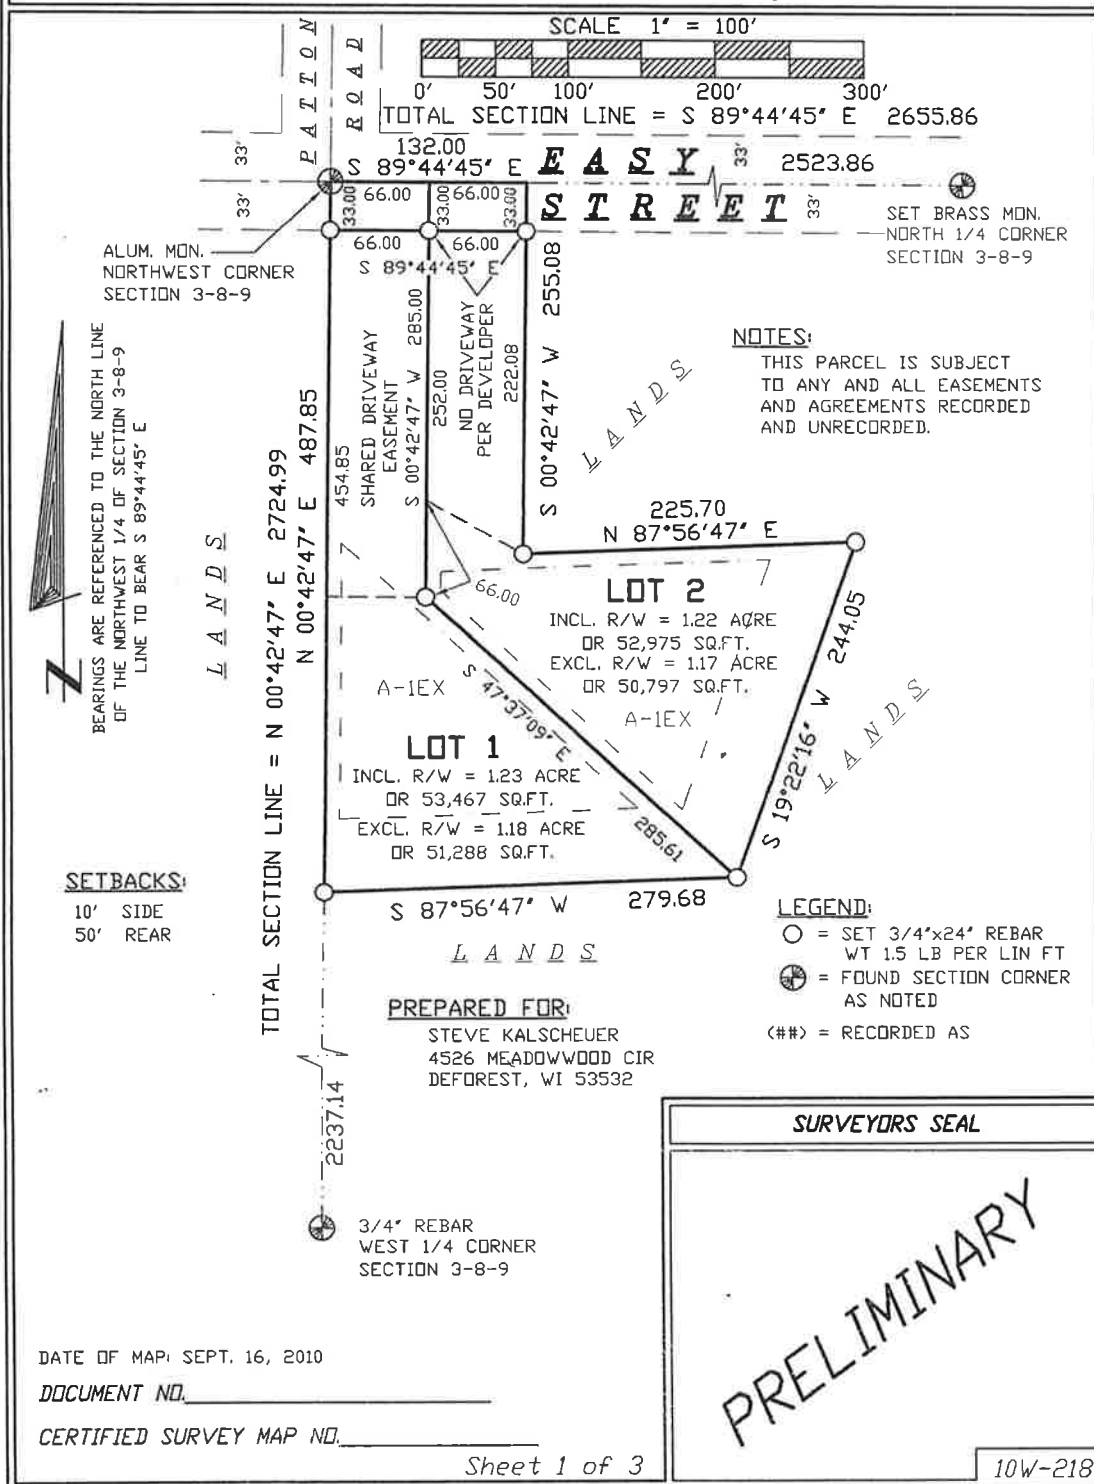 SCALE 1" = 100'
0' 50' 100' 200' 300'
TOTAL SECTION LINE = S 89°44'45" E 2655.86
PATTON
ROAD
33'
33'
132.00
S 89°44'45" E
EASY
STREET
33'
33'
2523.86
33.00
66.00
33.00
66.00
33.00
66.00
66.00
S 89°44'45" E
ALUM. MON.
NORTHWEST CORNER
SECTION 3-8-9
SET BRASS MON.
NORTH 1/4 CORNER
SECTION 3-8-9
BEARINGS ARE REFERENCED TO THE NORTH LINE
OF THE NORTHWEST 1/4 OF SECTION 3-8-9
LINE TO BEAR S 89°44'45" E
N
LANDS
TOTAL SECTION LINE = N 00°42'47" E 2724.99
N 00°42'47" E 487.85
454.85
SHARED DRIVEWAY
EASEMENT
S 00°42'47" W 285.00
252.00
NO DRIVEWAY
PER DEVELOPER
222.08
S 00°42'47" W 255.08
LANDS
NOTES:
THIS PARCEL IS SUBJECT
TO ANY AND ALL EASEMENTS
AND AGREEMENTS RECORDED
AND UNRECORDED.
225.70
N 87°56'47" E
66.00
LOT 2
INCL. R/W = 1.22 ACRE
OR 52,975 SQ.FT.
EXCL. R/W = 1.17 ACRE
OR 50,797 SQ.FT.
A-1EX
S 19°22'16" W 244.05
LANDS
A-1EX
S 47°37'09" E
285.61
LOT 1
INCL. R/W = 1.23 ACRE
OR 53,467 SQ.FT.
EXCL. R/W = 1.18 ACRE
OR 51,288 SQ.FT.
S 87°56'47" W 279.68
LANDS
SETBACKS:
10' SIDE
50' REAR
LEGEND:
= SET 3/4"x24" REBAR
WT 1.5 LB PER LIN FT
= FOUND SECTION CORNER
AS NOTED
(##) = RECORDED AS
PREPARED FOR:
STEVE KALSCHEUER
4526 MEADOWWOOD CIR
DEFOREST, WI 53532
2237.14
3/4" REBAR
WEST 1/4 CORNER
SECTION 3-8-9
SURVEYORS SEAL
PRELIMINARY
DATE OF MAP: SEPT. 16, 2010
DOCUMENT NO.
CERTIFIED SURVEY MAP NO.
Sheet 1 of 3
10W-218